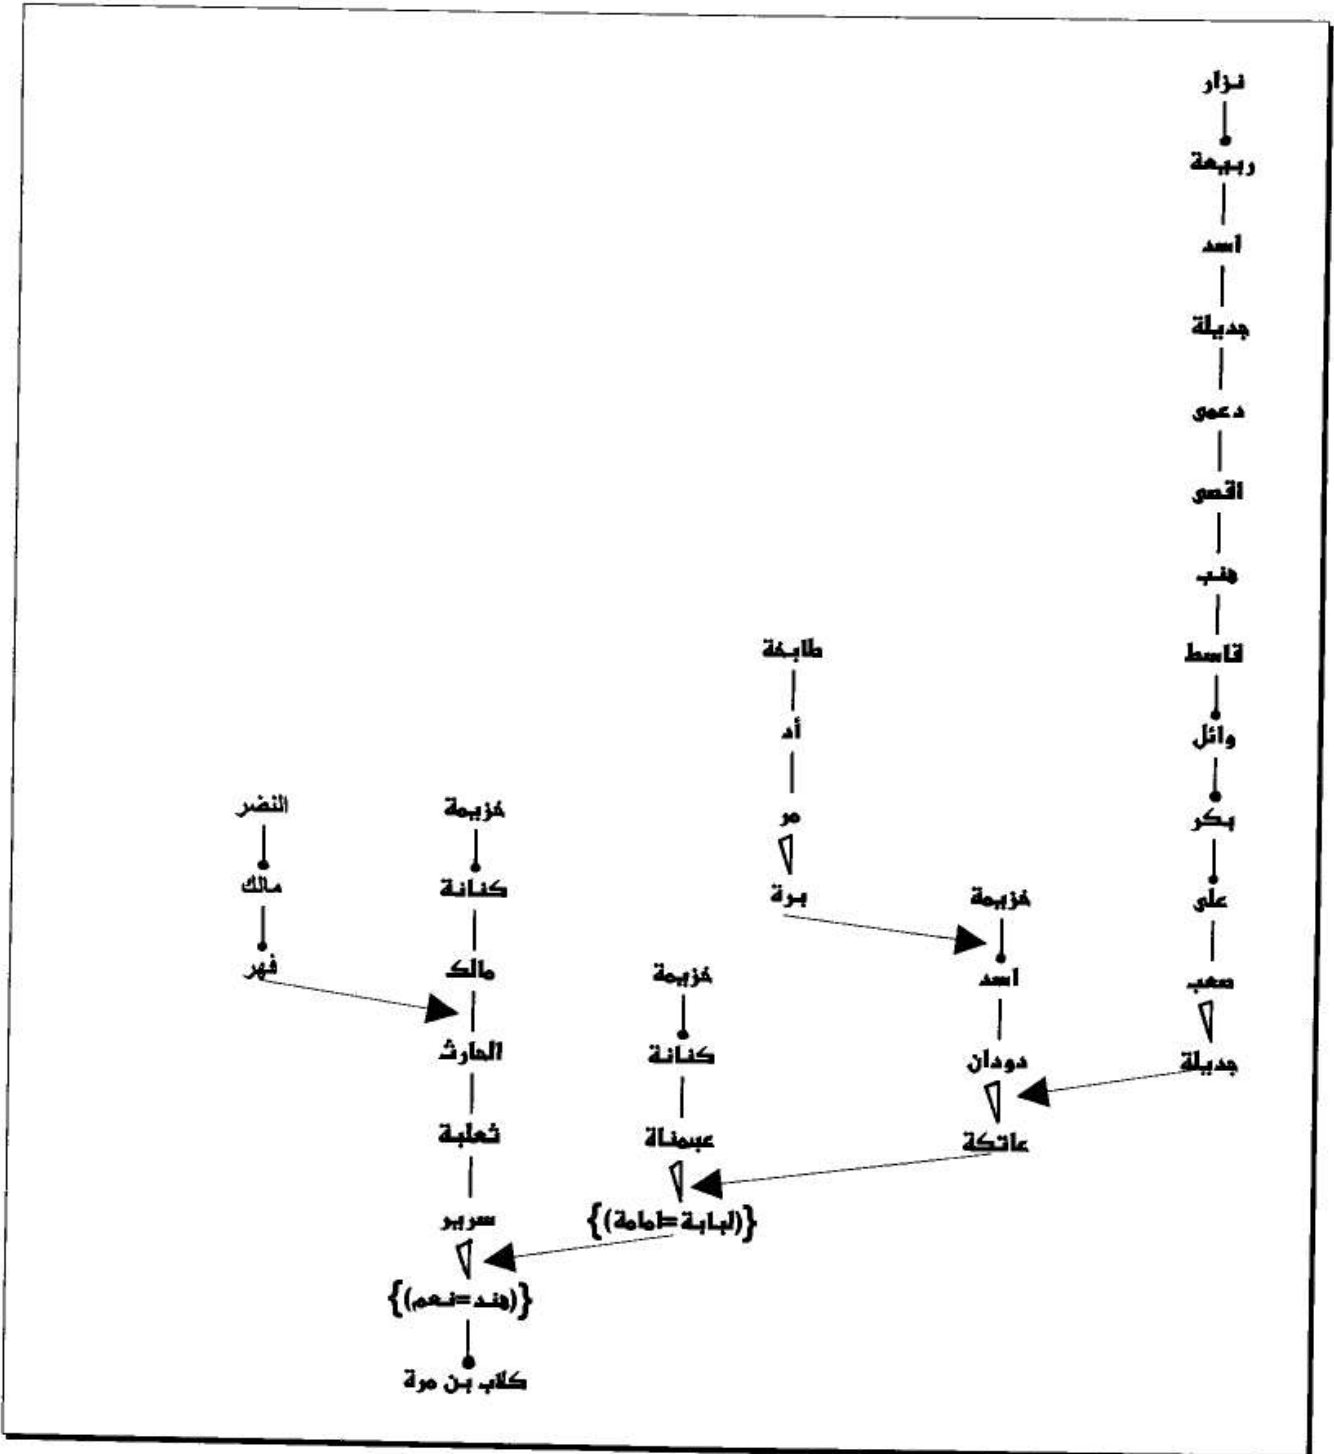 نزار
ربيعة
اسد
جديلة
دعمى
اقصى
هنب
قاسط
وائل
بكر
على
صعب
جديلة
طابخة
أد
مر
برة
خزيمة
اسد
دودان
عاتكة
خزيمة
كنانة
عبمناة
{(لبابة=امامة)}
خزيمة
كنانة
مالك
الحارث
ثعلبة
سرير
{(هند=نعم)}
كلاب بن مرة
النضر
مالك
فهر